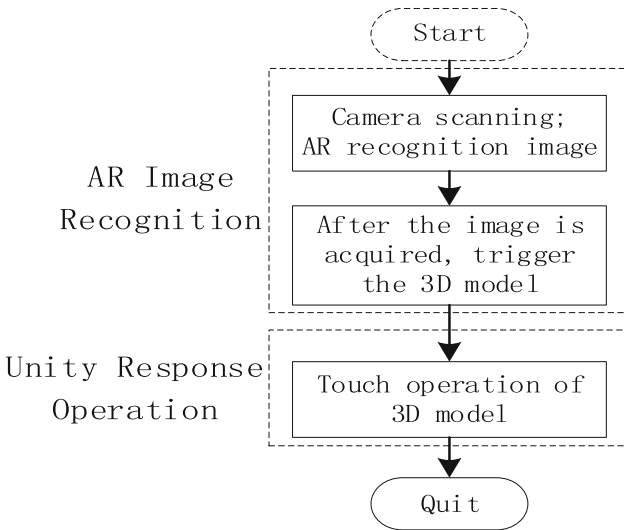 Start
Camera scanning;
AR recognition image
AR Image
Recognition
After the image is
acquired, trigger
the 3D model
Unity Response
Operation
Touch operation of
3D model
Quit